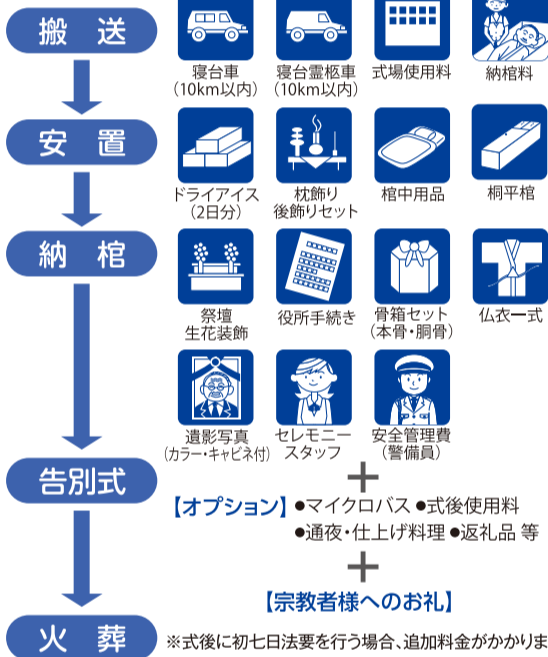 搬送
寝台車
(10km以内)
寝台霊柩車
(10km以内)
式場使用料
納棺料
安置
ドライアイス
(2日分)
枕飾り
後飾りセット
棺中用品
桐平棺
納棺
祭壇
生花装飾
役所手続き
骨箱セット
(本骨・胴骨)
仏衣一式
遺影写真
(カラー・キャビネ付)
セレモニー
スタッフ
安全管理費
(警備員)
告別式
+
【オプション】●マイクロバス ●式後使用料
●通夜・仕上げ料理 ●返礼品 等
+
【宗教者様へのお礼】
火葬
※式後に初七日法要を行う場合、追加料金がかかりま